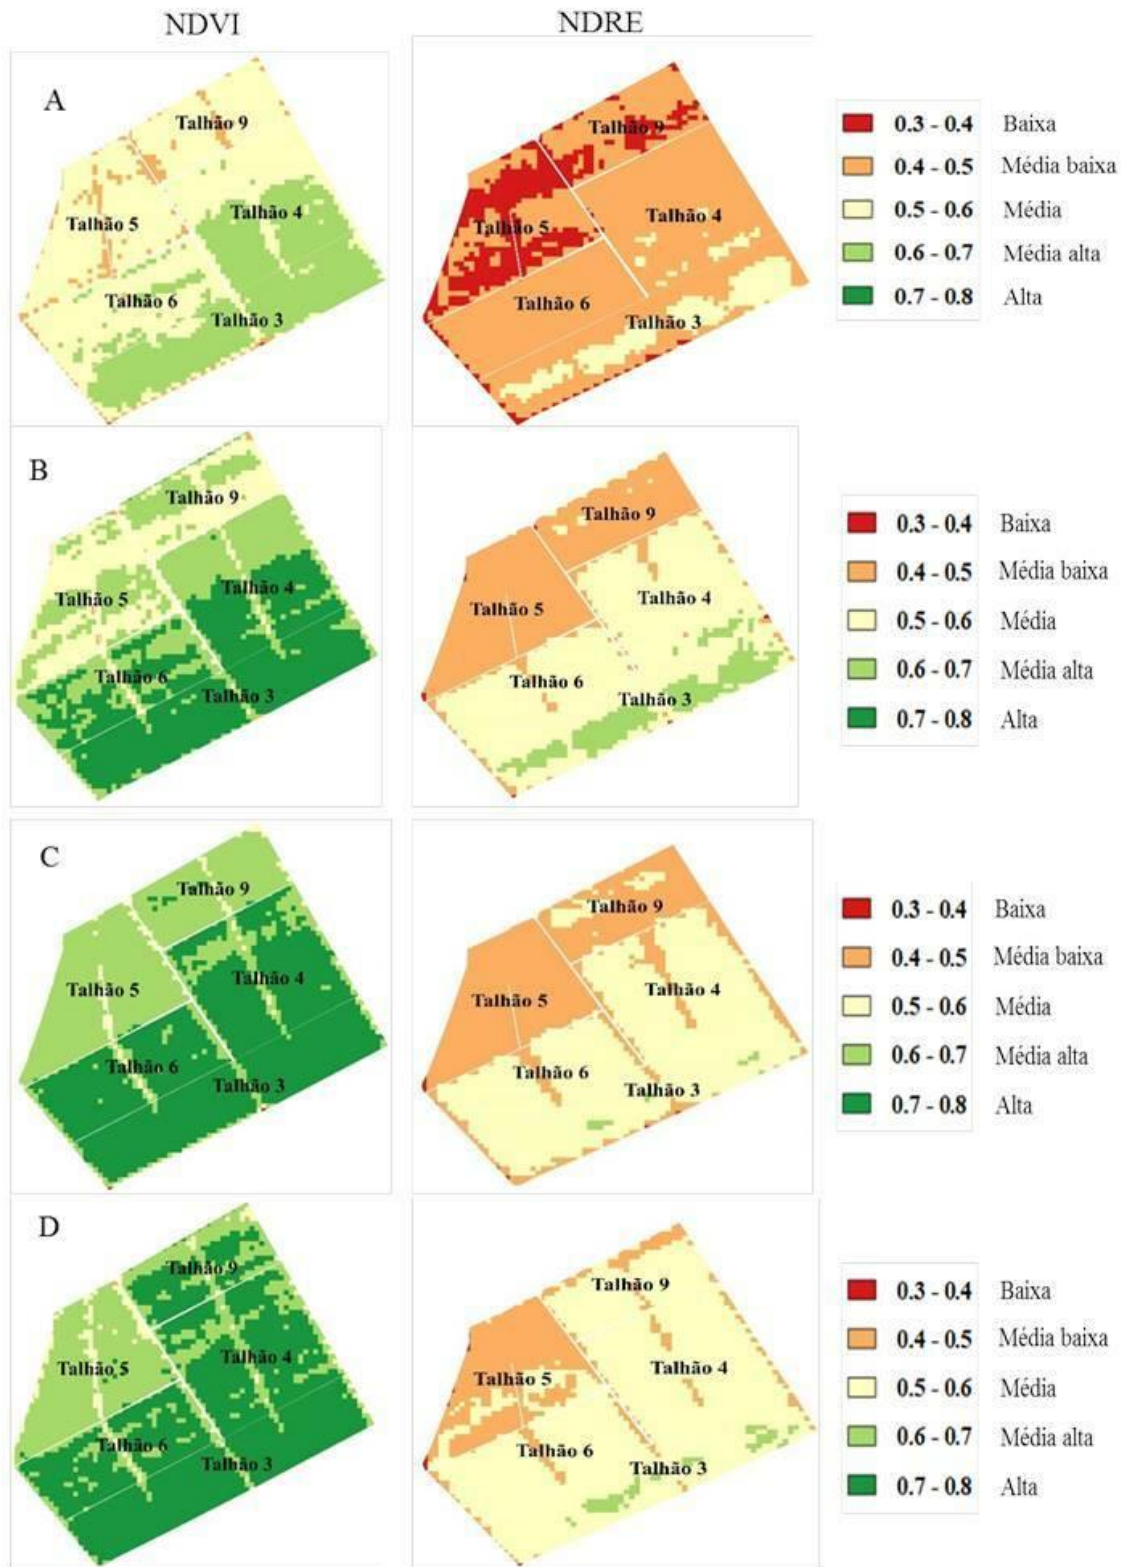 NDVI
NDRE
A
Talhão 9
Talhão 5
Talhão 4
Talhão 6
Talhão 3
Talhão 9
Talhão 5
Talhão 4
Talhão 6
Talhão 3
0.3 - 0.4 Baixa
0.4 - 0.5 Média baixa
0.5 - 0.6 Média
0.6 - 0.7 Média alta
0.7 - 0.8 Alta
B
Talhão 9
Talhão 5
Talhão 4
Talhão 6
Talhão 3
Talhão 9
Talhão 5
Talhão 4
Talhão 6
Talhão 3
0.3 - 0.4 Baixa
0.4 - 0.5 Média baixa
0.5 - 0.6 Média
0.6 - 0.7 Média alta
0.7 - 0.8 Alta
C
Talhão 9
Talhão 5
Talhão 4
Talhão 6
Talhão 3
Talhão 9
Talhão 5
Talhão 4
Talhão 6
Talhão 3
0.3 - 0.4 Baixa
0.4 - 0.5 Média baixa
0.5 - 0.6 Média
0.6 - 0.7 Média alta
0.7 - 0.8 Alta
D
Talhão 9
Talhão 5
Talhão 4
Talhão 6
Talhão 3
Talhão 9
Talhão 5
Talhão 4
Talhão 6
Talhão 3
0.3 - 0.4 Baixa
0.4 - 0.5 Média baixa
0.5 - 0.6 Média
0.6 - 0.7 Média alta
0.7 - 0.8 Alta